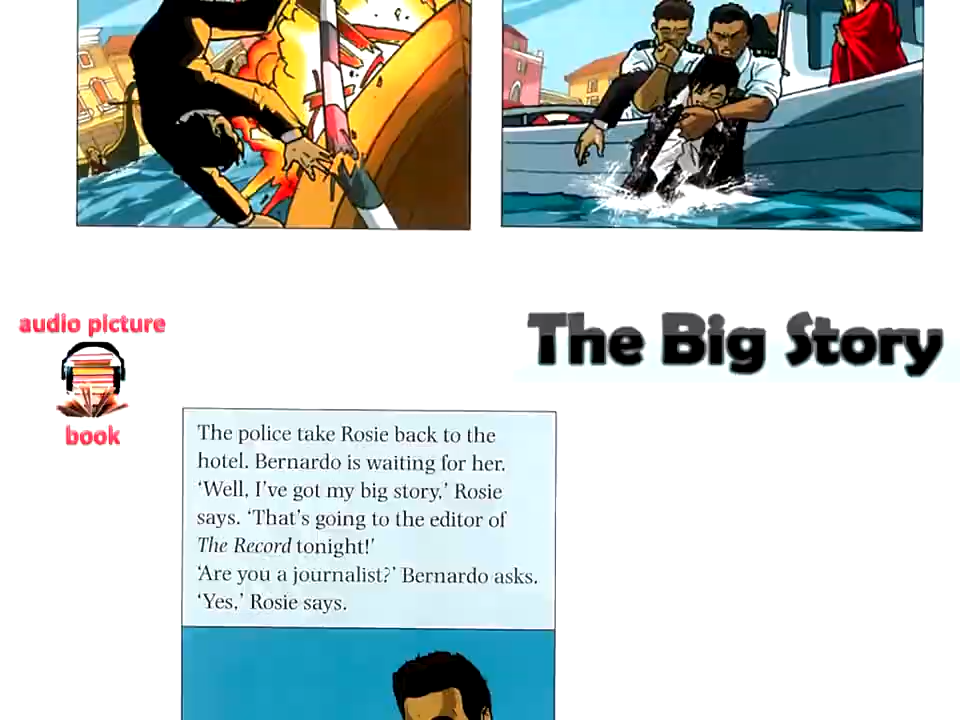 audio picture
book
The Big Story
The police take Rosie back to the
hotel. Bernardo is waiting for her.
‘Well, I’ve got my big story,’ Rosie
says. ‘That’s going to the editor of
The Record tonight!’
‘Are you a journalist?’ Bernardo asks.
‘Yes,’ Rosie says.